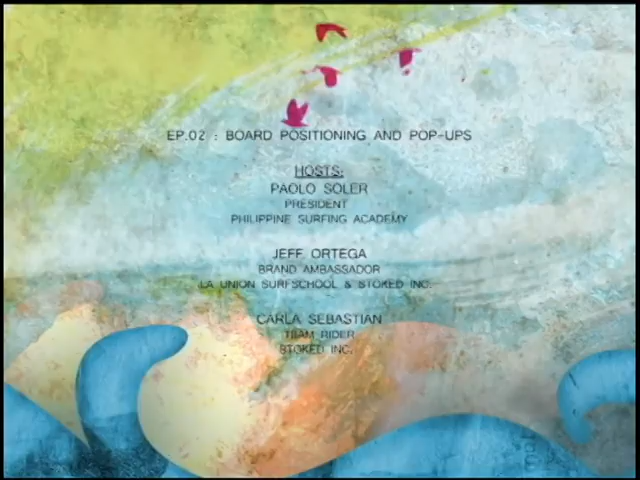 EP.02 : BOARD POSITIONING AND POP-UPS
HOSTS:
PAOLO SOLER
PRESIDENT
PHILIPPINE SURFING ACADEMY
JEFF ORTEGA
BRAND AMBASSADOR
LA UNION SURFSCHOOL & STOKED INC.
CARLA SEBASTIAN
TEAM RIDER
STOKED INC.